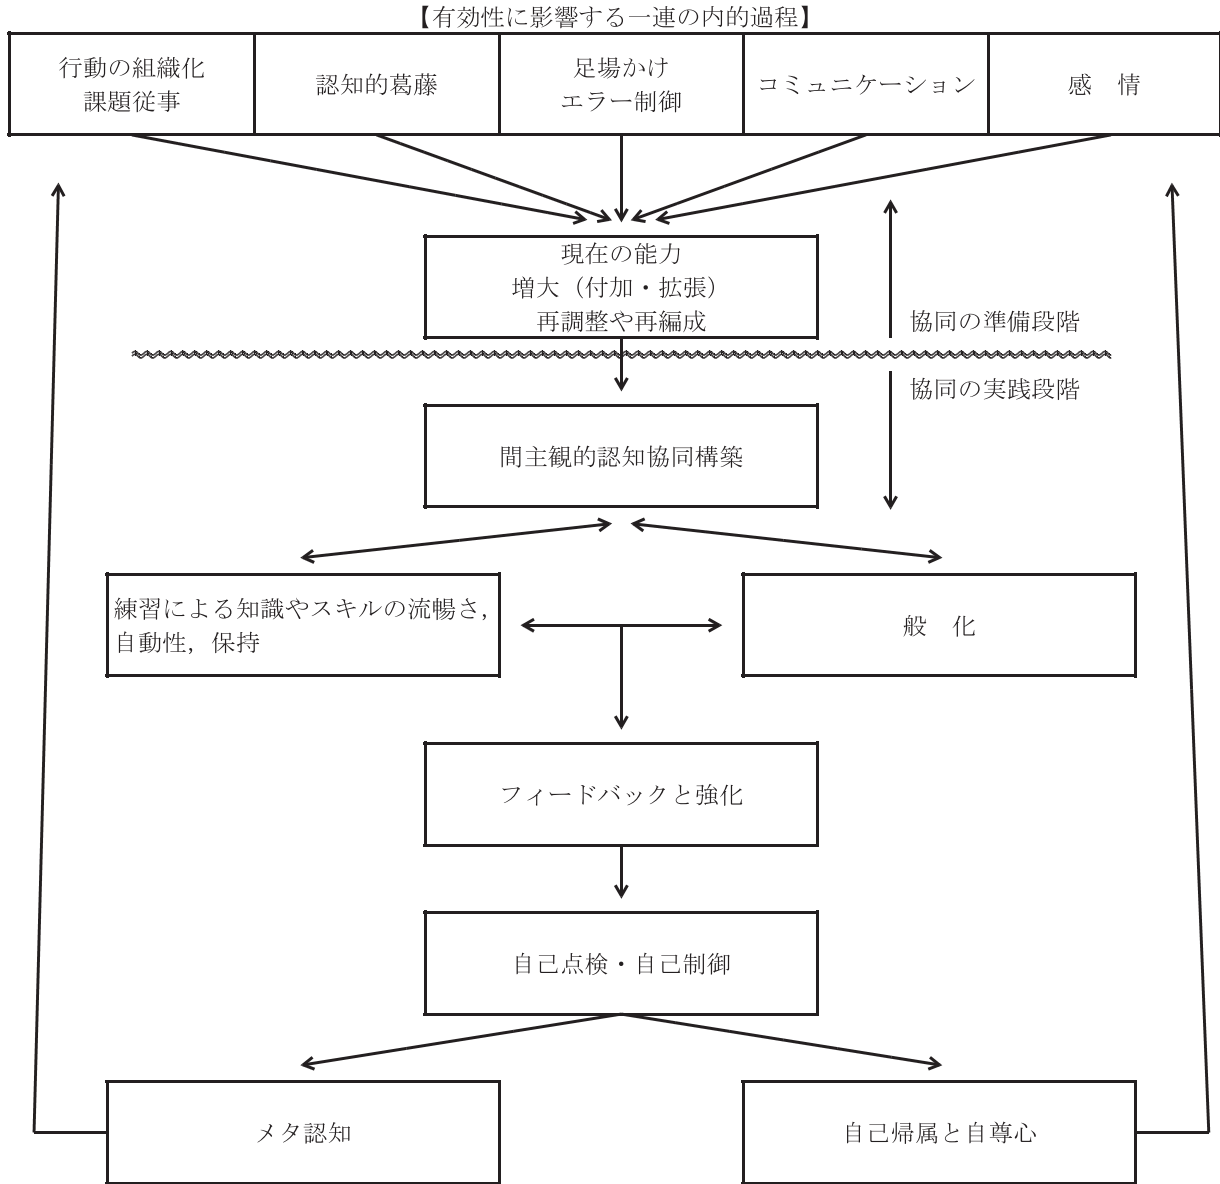 【有効性に影響する一連の内的過程】
行動の組織化
課題従事
認知的葛藤
足場かけ
エラー制御
コミュニケーション
感　情
現在の能力
増大（付加・拡張）
再調整や再編成
協同の準備段階
協同の実践段階
間主観的認知協同構築
練習による知識やスキルの流暢さ，
自動性，保持
般　化
フィードバックと強化
自己点検・自己制御
メタ認知
自己帰属と自尊心